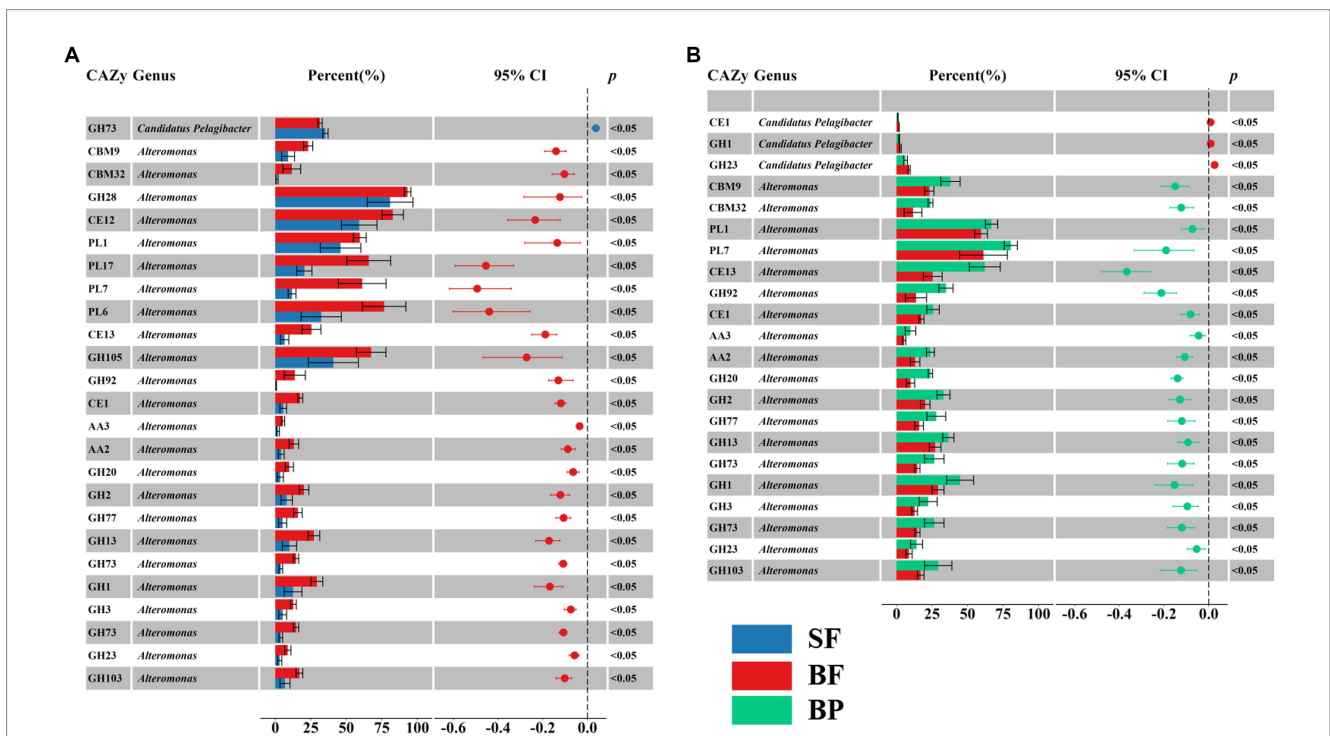 A
CAZy Genus Percent(%) 95% CI p
GH73 Candidatus Pelagibacter <0.05
CBM9 Alteromonas <0.05
CBM32 Alteromonas <0.05
GH28 Alteromonas <0.05
CE12 Alteromonas <0.05
PL1 Alteromonas <0.05
PL17 Alteromonas <0.05
PL7 Alteromonas <0.05
PL6 Alteromonas <0.05
CE13 Alteromonas <0.05
GH105 Alteromonas <0.05
GH92 Alteromonas <0.05
CE1 Alteromonas <0.05
AA3 Alteromonas <0.05
AA2 Alteromonas <0.05
GH20 Alteromonas <0.05
GH2 Alteromonas <0.05
GH77 Alteromonas <0.05
GH13 Alteromonas <0.05
GH73 Alteromonas <0.05
GH1 Alteromonas <0.05
GH3 Alteromonas <0.05
GH73 Alteromonas <0.05
GH23 Alteromonas <0.05
GH103 Alteromonas <0.05
0 25 50 75 100 -0.6 -0.4 -0.2 0.0
B
CAZy Genus Percent(%) 95% CI p
CE1 Candidatus Pelagibacter <0.05
GH1 Candidatus Pelagibacter <0.05
GH23 Candidatus Pelagibacter <0.05
CBM9 Alteromonas <0.05
CBM32 Alteromonas <0.05
PL1 Alteromonas <0.05
PL7 Alteromonas <0.05
CE13 Alteromonas <0.05
GH92 Alteromonas <0.05
CE1 Alteromonas <0.05
AA3 Alteromonas <0.05
AA2 Alteromonas <0.05
GH20 Alteromonas <0.05
GH2 Alteromonas <0.05
GH77 Alteromonas <0.05
GH13 Alteromonas <0.05
GH73 Alteromonas <0.05
GH1 Alteromonas <0.05
GH3 Alteromonas <0.05
GH73 Alteromonas <0.05
GH23 Alteromonas <0.05
GH103 Alteromonas <0.05
0 25 50 75 100 -0.6 -0.4 -0.2 0.0
SF
BF
BP